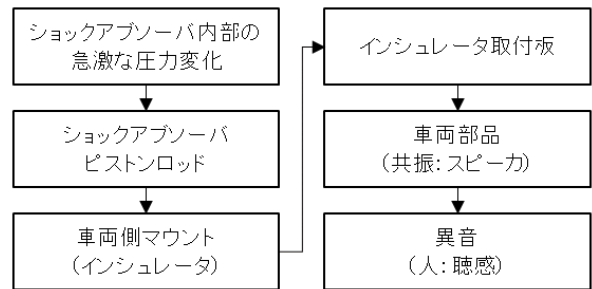 ショックアブソーバ内部の
急激な圧力変化
ショックアブソーバ
ピストンロッド
車両側マウント
(インシュレータ)
インシュレータ取付板
車両部品
(共振: スピーカ)
異音
(人: 聴感)